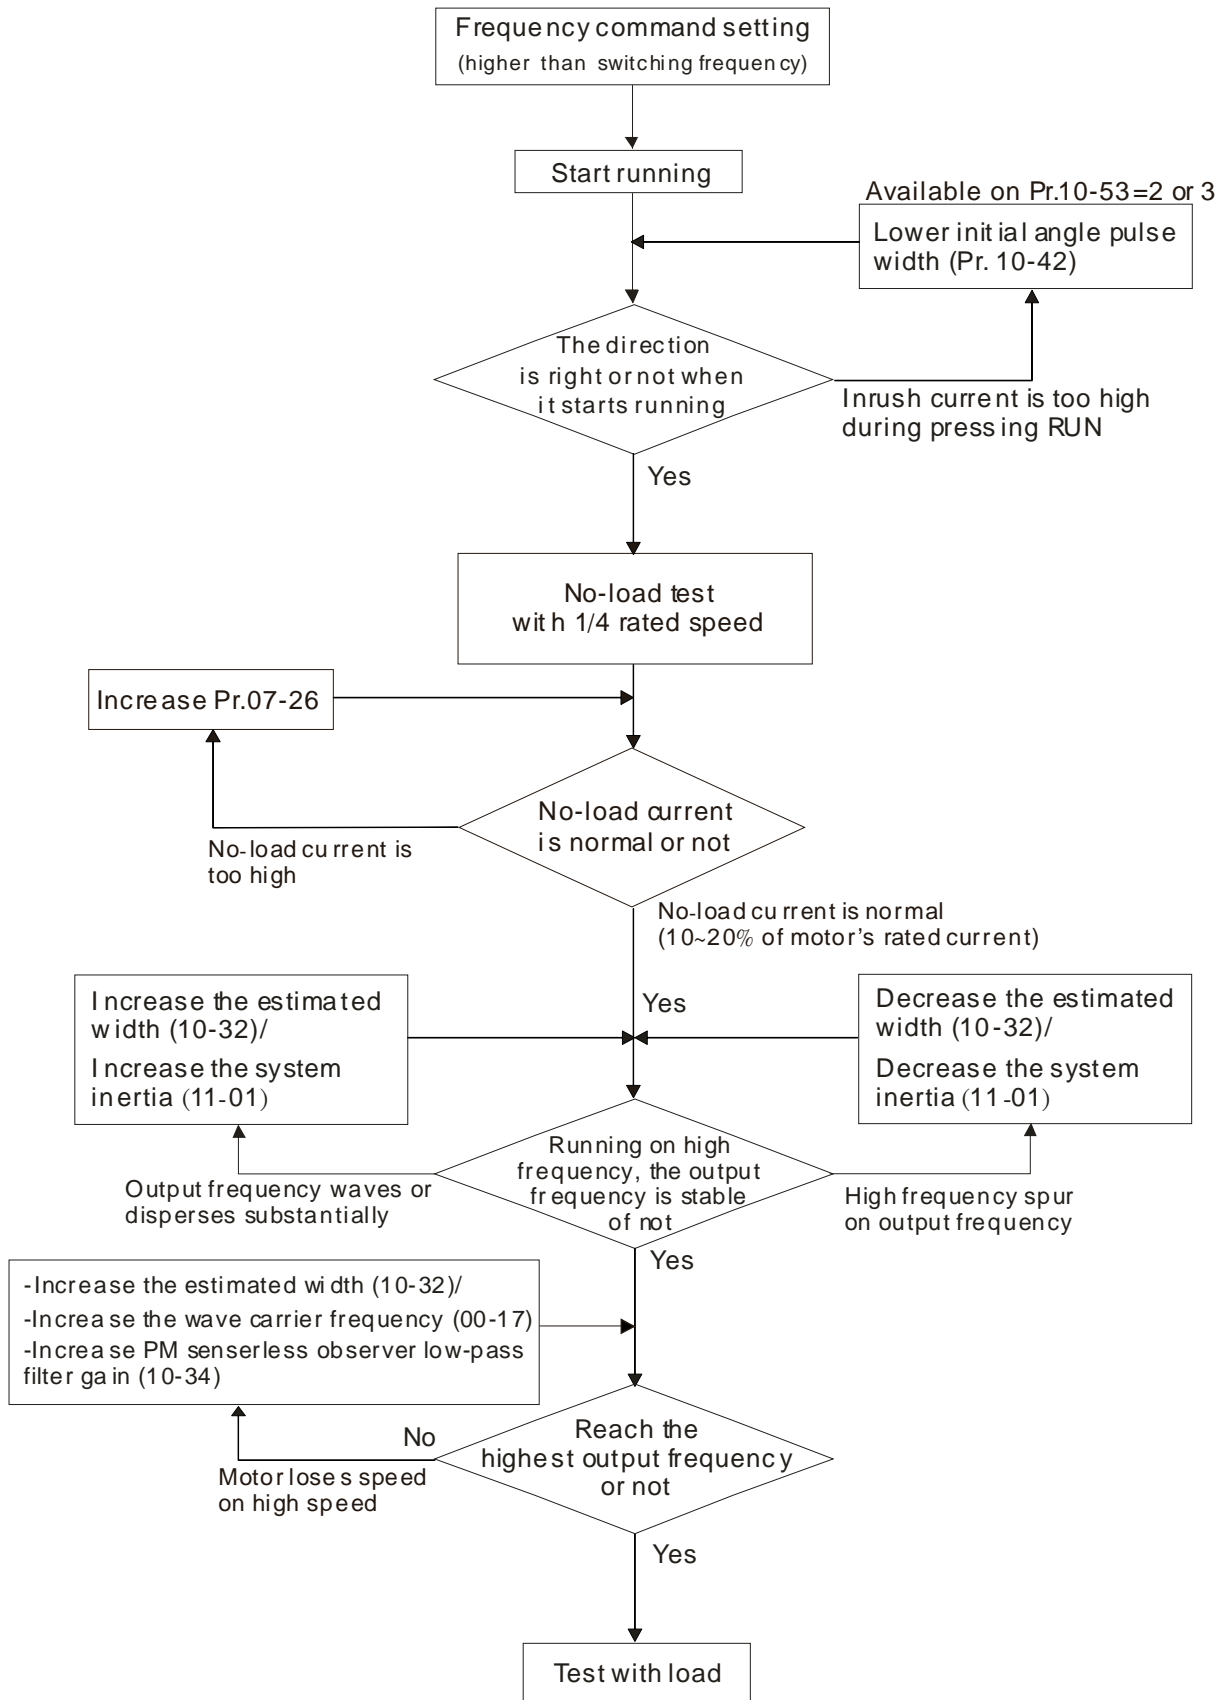 Frequency command setting
(higher than switching frequency)
Start running
Available on Pr.10-53=2 or 3
Lower initial angle pulse
width (Pr. 10-42)
The direction
is right or not when
it starts running
Inrush current is too high
during pressing RUN
Yes
No-load test
with 1/4 rated speed
Increase Pr.07-26
No-load current
is normal or not
No-load current is
too high
No-load current is normal
(10~20% of motor's rated current)
Yes
Increase the estimated
width (10-32)/
Increase the system
inertia (11-01)
Decrease the estimated
width (10-32)/
Decrease the system
inertia (11-01)
Running on high
frequency, the output
frequency is stable
of not
Output frequency waves or
disperses substantially
High frequency spur
on output frequency
Yes
-Increase the estimated width (10-32)/
-Increase the wave carrier frequency (00-17)
-Increase PM senserless observer low-pass
filter gain (10-34)
Reach the
highest output frequency
or not
No
Motor loses speed
on high speed
Yes
Test with load